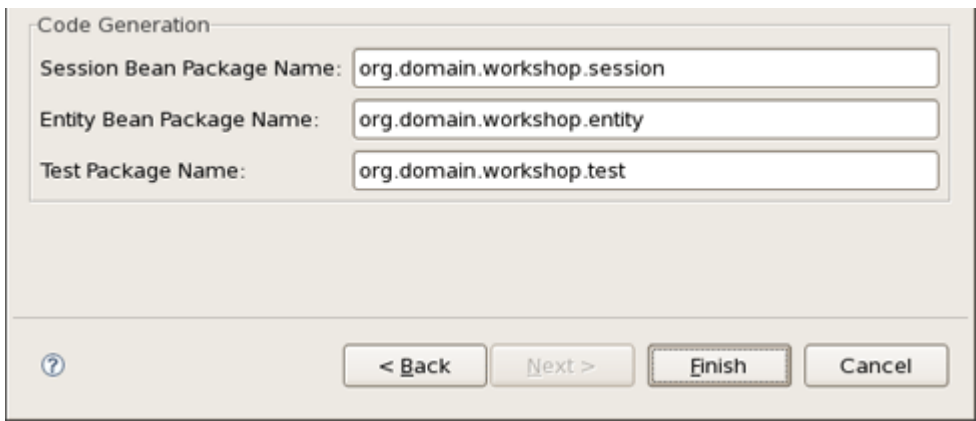 Code Generation
Session Bean Package Name: org.domain.workshop.session
Entity Bean Package Name: org.domain.workshop.entity
Test Package Name: org.domain.workshop.test
? < Back Next > Finish Cancel